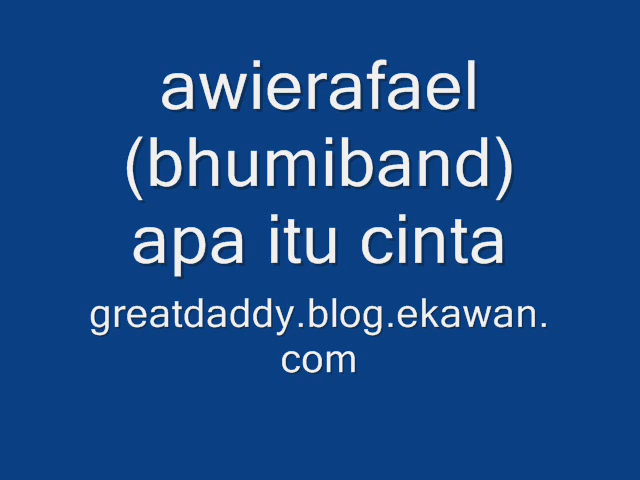 awierafael
(bhumiband)
apa itu cinta
greatdaddy.blog.ekawan.
com